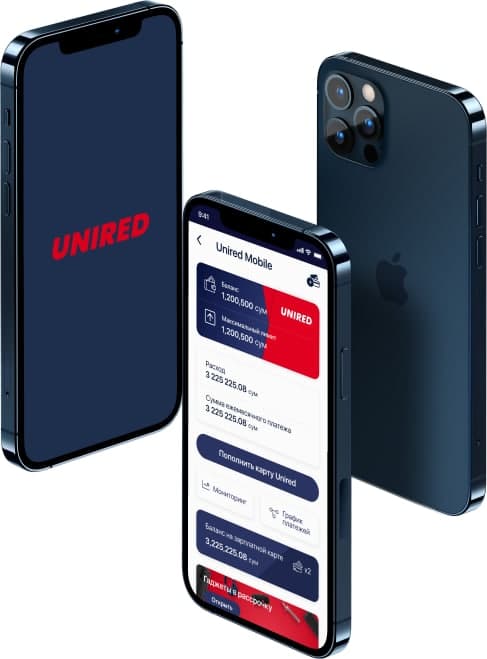 UNIRED
9:41
Unired Mobile
Баланс
1,200,500 сум
UNIRED
Максимальный лимит
1,200,500 сум
Расход
3 225 225.08 сум
Сумма ежемесячного платежа
3 225 225.08 сум
Пополнить карту Unired
Мониторинг
График
платежей
Баланс на зарплатной карте
3,225,225.08 сум
x2
Гаджеты в рассрочку
Открыть